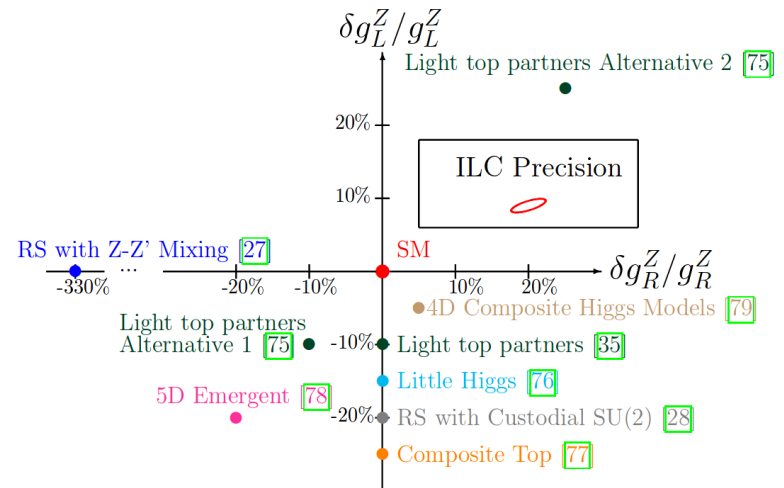 δg_L^Z/g_L^Z
Light top partners Alternative 2 [75]
20%
ILC Precision
10%
RS with Z-Z' Mixing [27]
SM
...
-330%
-20%
-10%
10%
20%
δg_R^Z/g_R^Z
4D Composite Higgs Models [79]
Light top partners
Alternative 1 [75]
-10%
Light top partners [35]
Little Higgs [76]
5D Emergent [78]
-20%
RS with Custodial SU(2) [28]
Composite Top [77]